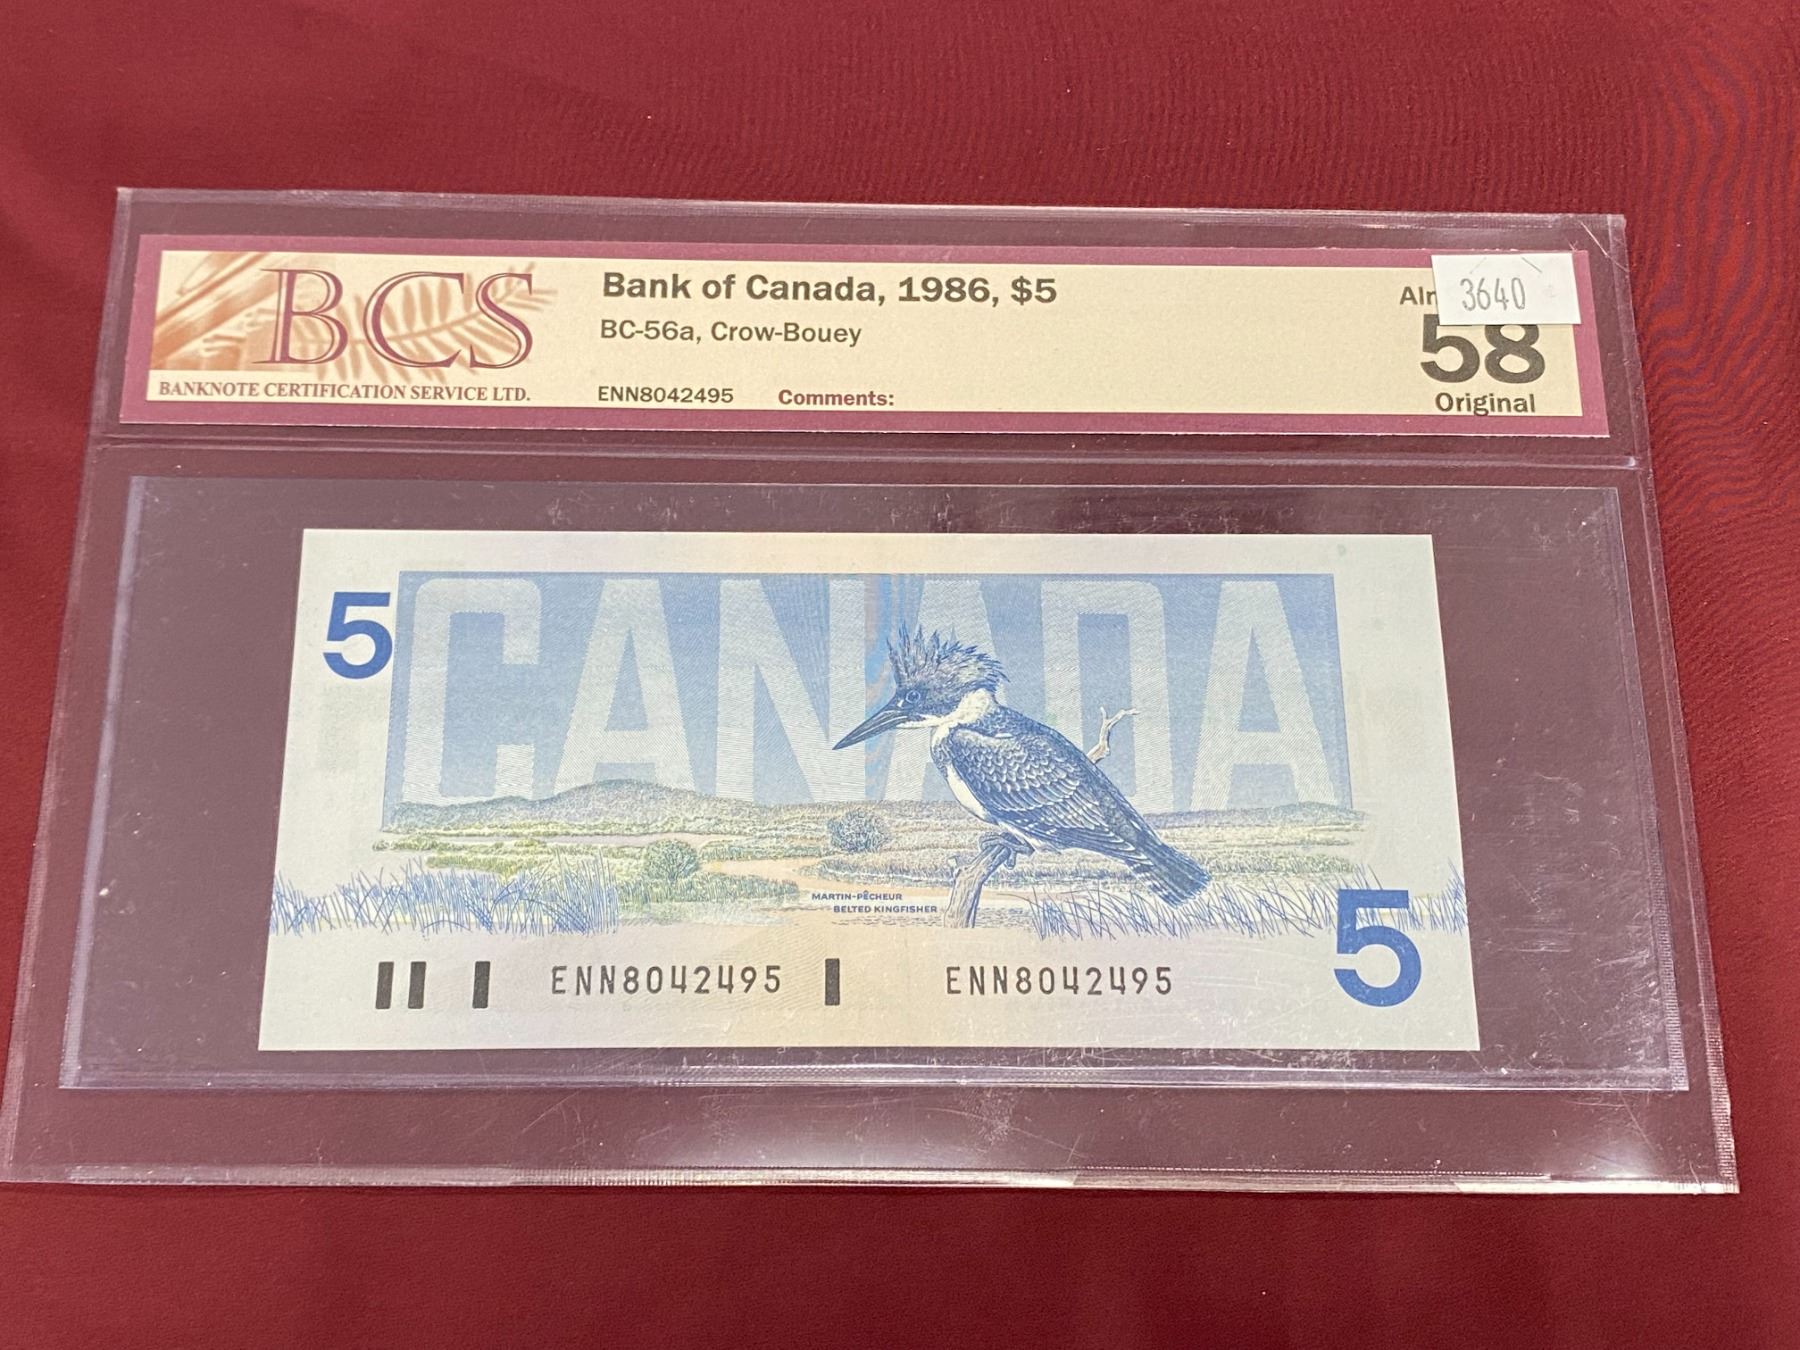 BCS
BANKNOTE CERTIFICATION SERVICE LTD.
Bank of Canada, 1986, $5
BC-56a, Crow-Bouey
ENN8042495 Comments:
3640
58
Original
5
CANADA
MARTIN-PÊCHEUR
BELTED KINGFISHER
5
ENN8042495 ENN8042495